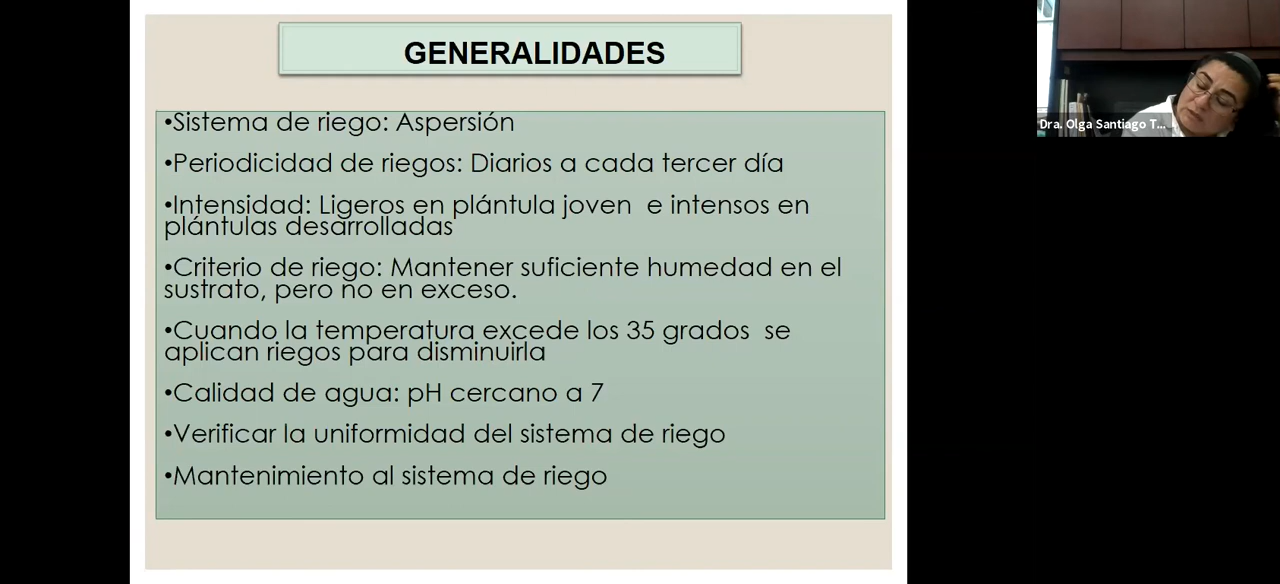 GENERALIDADES
•Sistema de riego: Aspersión
•Periodicidad de riegos: Diarios a cada tercer día
•Intensidad: Ligeros en plántula joven  e intensos en
plántulas desarrolladas
•Criterio de riego: Mantener suficiente humedad en el
sustrato, pero no en exceso.
•Cuando la temperatura excede los 35 grados  se
aplican riegos para disminuirla
•Calidad de agua: pH cercano a 7
•Verificar la uniformidad del sistema de riego
•Mantenimiento al sistema de riego
Dra. Olga Santiago T...